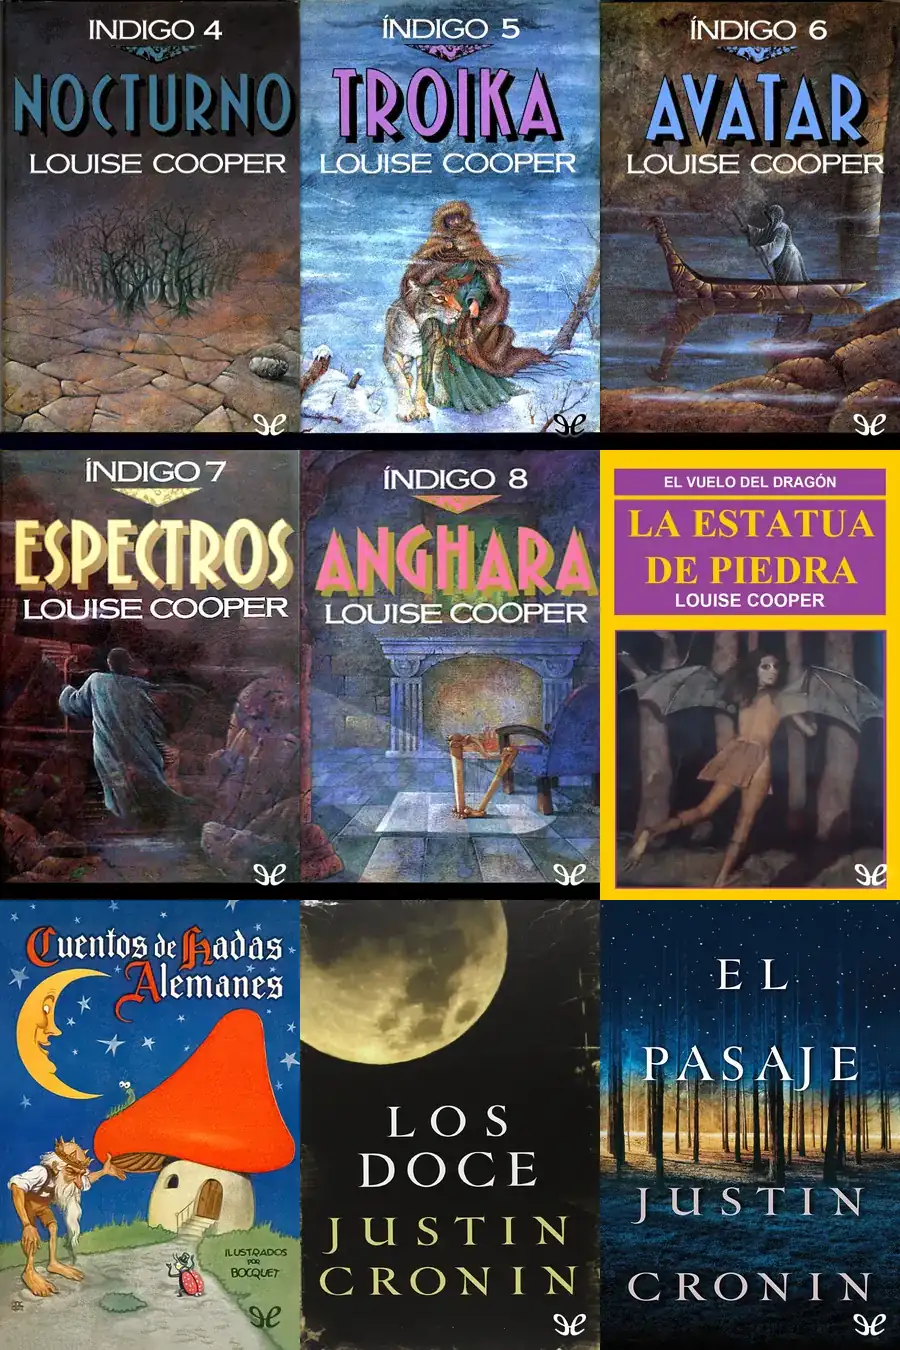 ÍNDIGO 4
NOCTURNO
LOUISE COOPER
ÍNDIGO 5
TROIKA
LOUISE COOPER
ÍNDIGO 6
AVATAR
LOUISE COOPER
ÍNDIGO 7
ESPECTROS
LOUISE COOPER
ÍNDIGO 8
ANGHARA
LOUISE COOPER
EL VUELO DEL DRAGÓN
LA ESTATUA
DE PIEDRA
LOUISE COOPER
Cuentos de Hadas
Alemanes
ILUSTRADOS
POR
BOCQUET
LOS
DOCE
JUSTIN
CRONIN
EL
PASAJE
JUSTIN
CRONIN